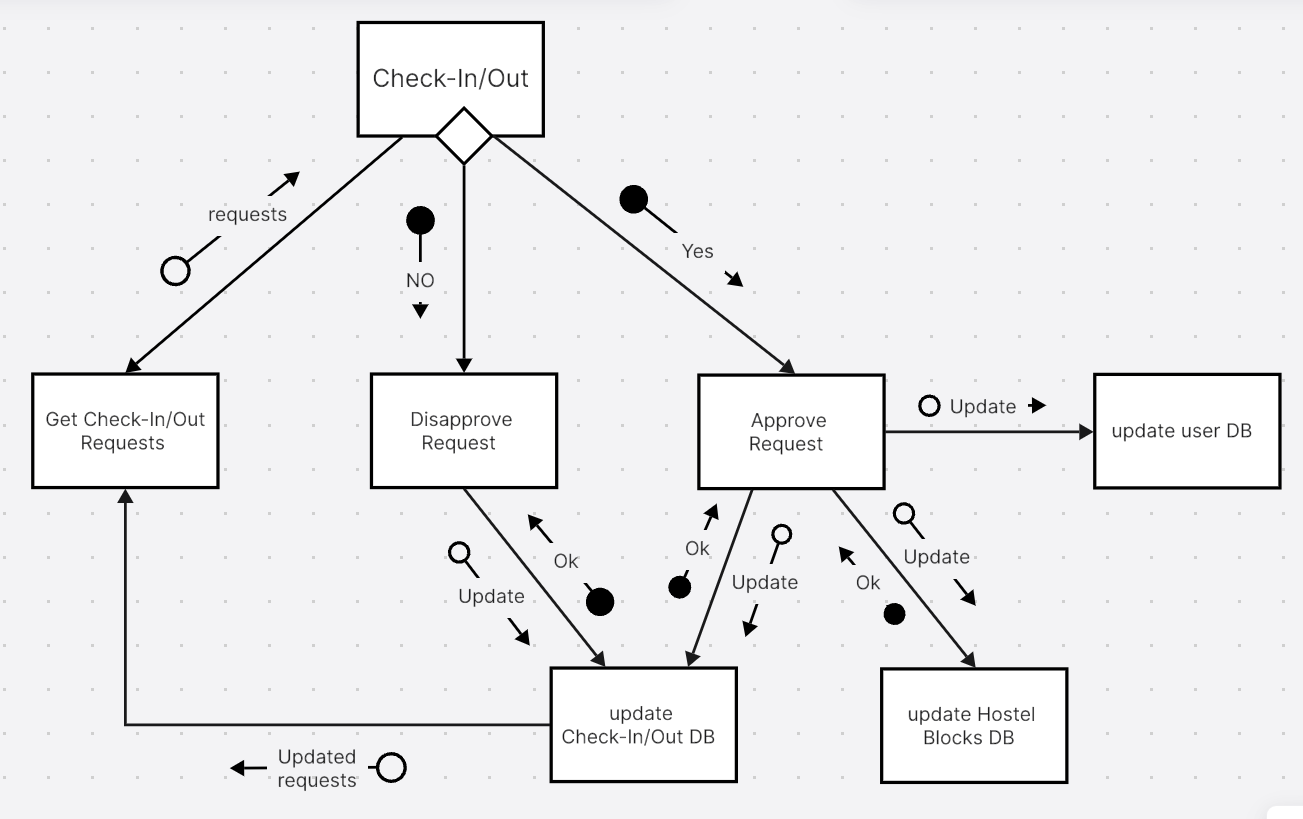 Check-In/Out
requests
NO
Yes
Get Check-In/Out
Requests
Disapprove
Request
Approve
Request
Update
update user DB
Update
Ok
Ok
Update
Ok
Update
update
Check-In/Out DB
update Hostel
Blocks DB
Updated
requests